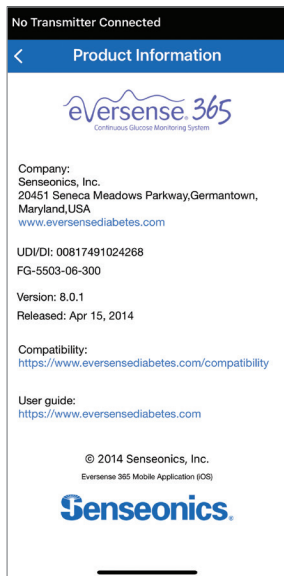 No Transmitter Connected
Product Information
eversense® 365
Continuous Glucose Monitoring System
Company:
Senseonics, Inc.
20451 Seneca Meadows Parkway,Germantown,
Maryland,USA
www.eversensediabetes.com
UDI/DI: 00817491024268
FG-5503-06-300
Version: 8.0.1
Released: Apr 15, 2014
Compatibility:
https://www.eversensediabetes.com/compatibility
User guide:
https://www.eversensediabetes.com
© 2014 Senseonics, Inc.
Eversense 365 Mobile Application (iOS)
Senseonics®